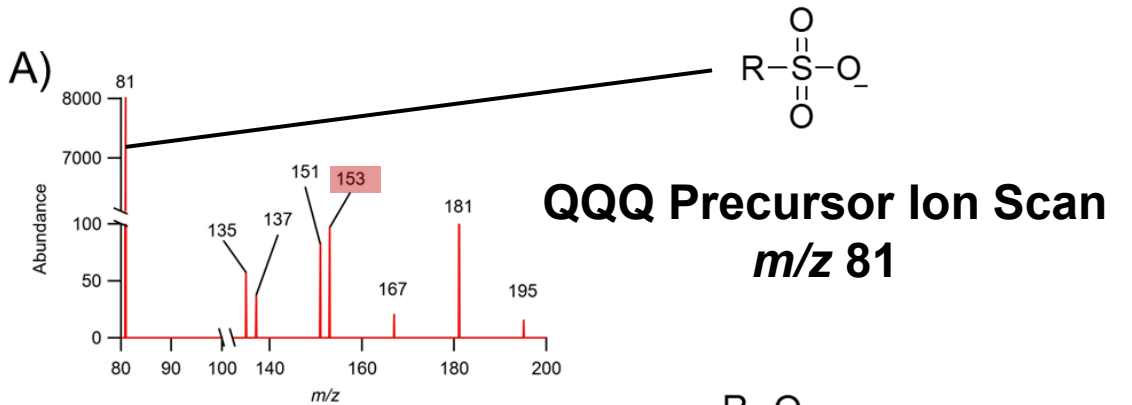 A)
81
8000
7000
100
50
0
Abundance
135
137
151
153
167
181
195
80 90 100 140 160 180 200
m/z
O
R–S–O
–
O
QQQ Precursor Ion Scan
m/z 81